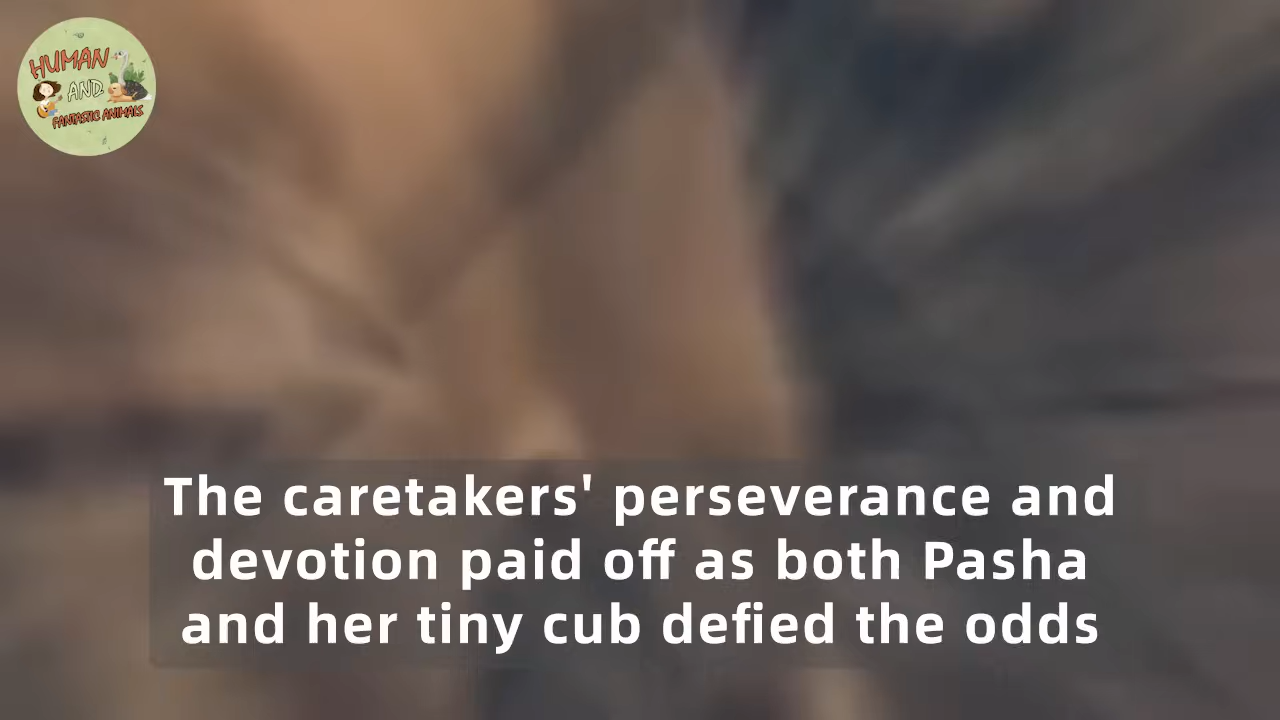 HUMAN
AND
FANTASTIC ANIMALS
The caretakers' perseverance and
devotion paid off as both Pasha
and her tiny cub defied the odds